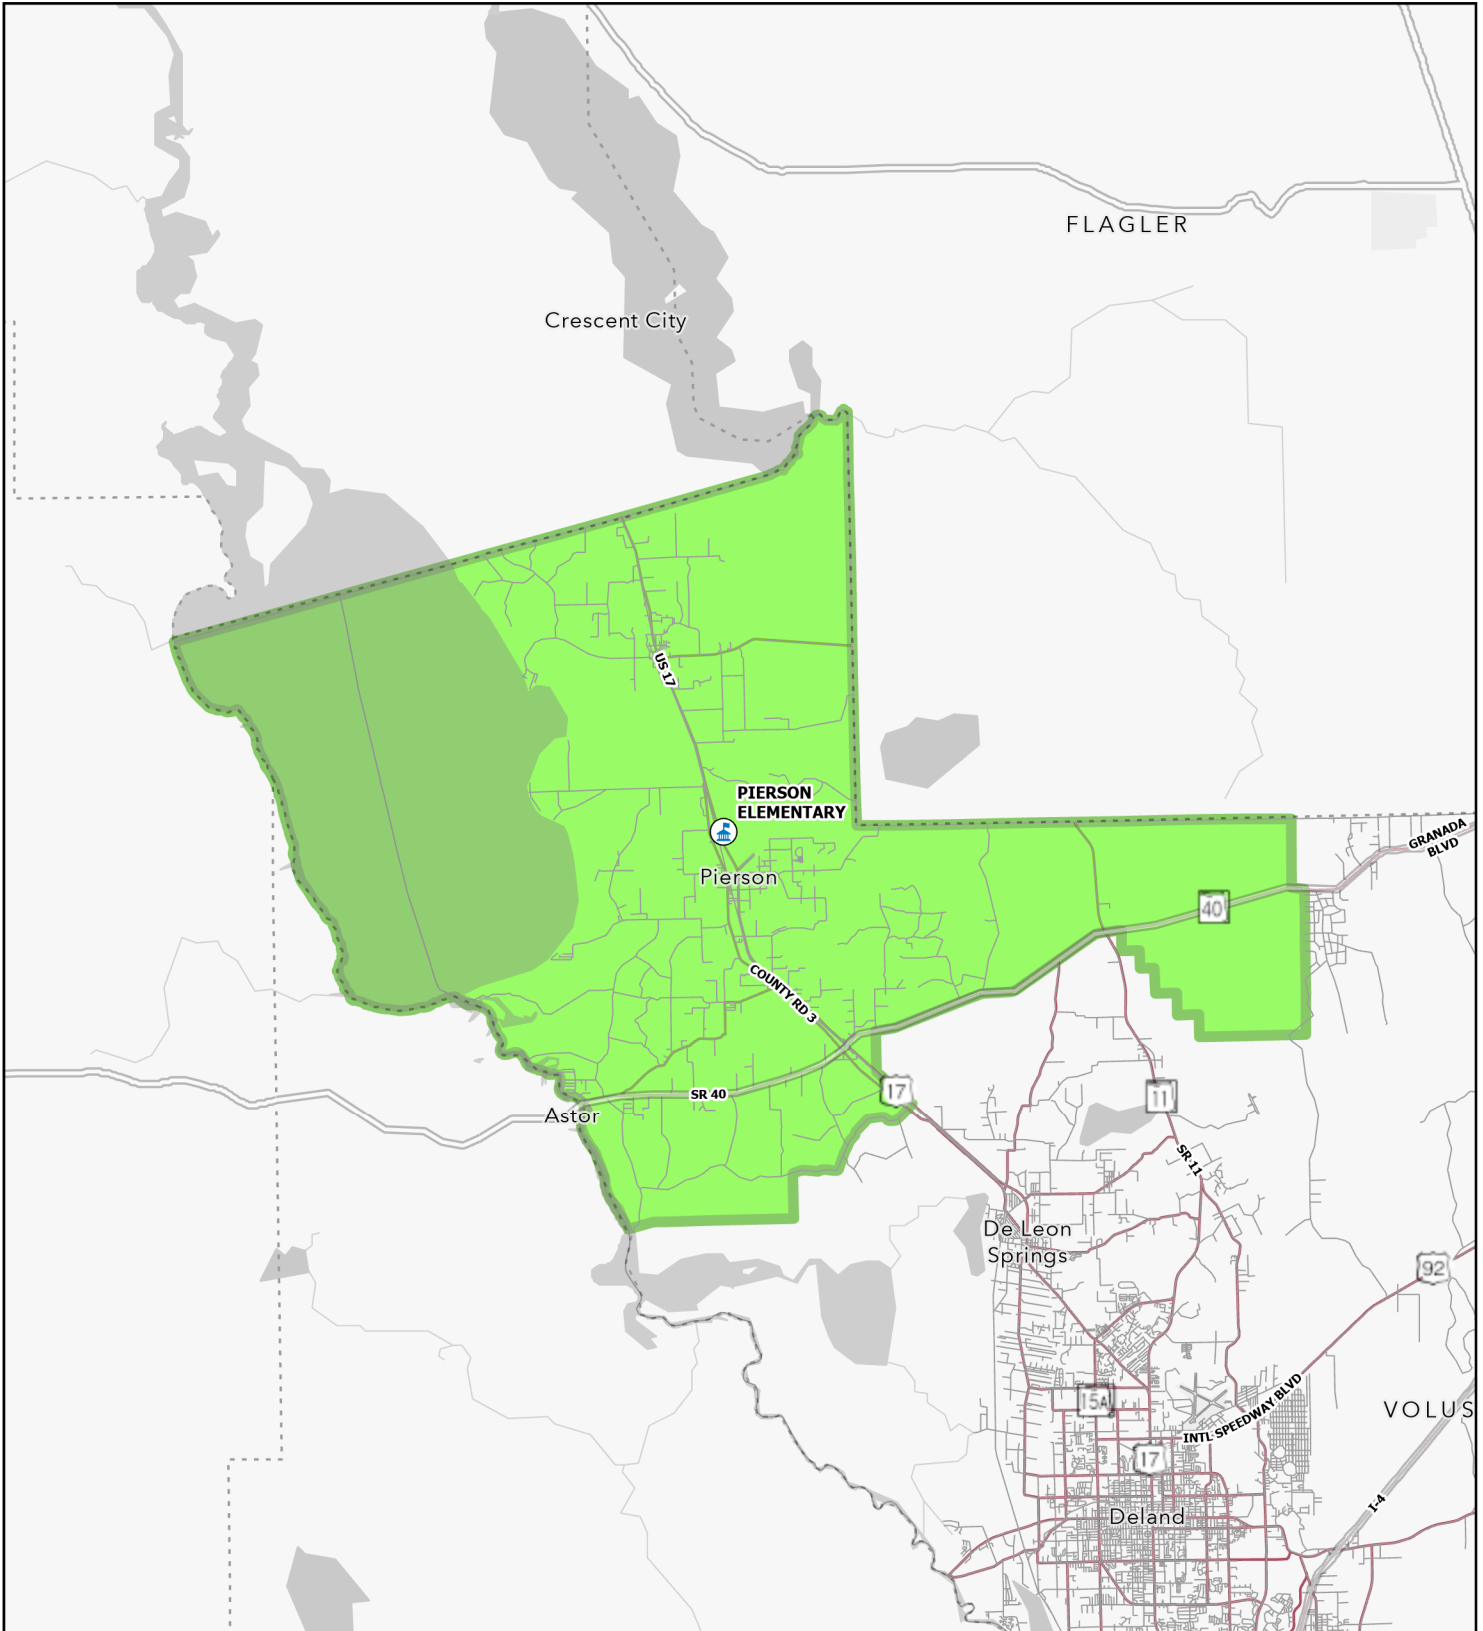 FLAGLER
Crescent City
US 17
PIERSON
ELEMENTARY
GRANADA
BLVD
Pierson
40
COUNTY RD 3
SR 40
17
11
Astor
SR 11
De Leon
Springs
92
15A
INTL SPEEDWAY BLVD
VOLUS
17
I-4
Deland